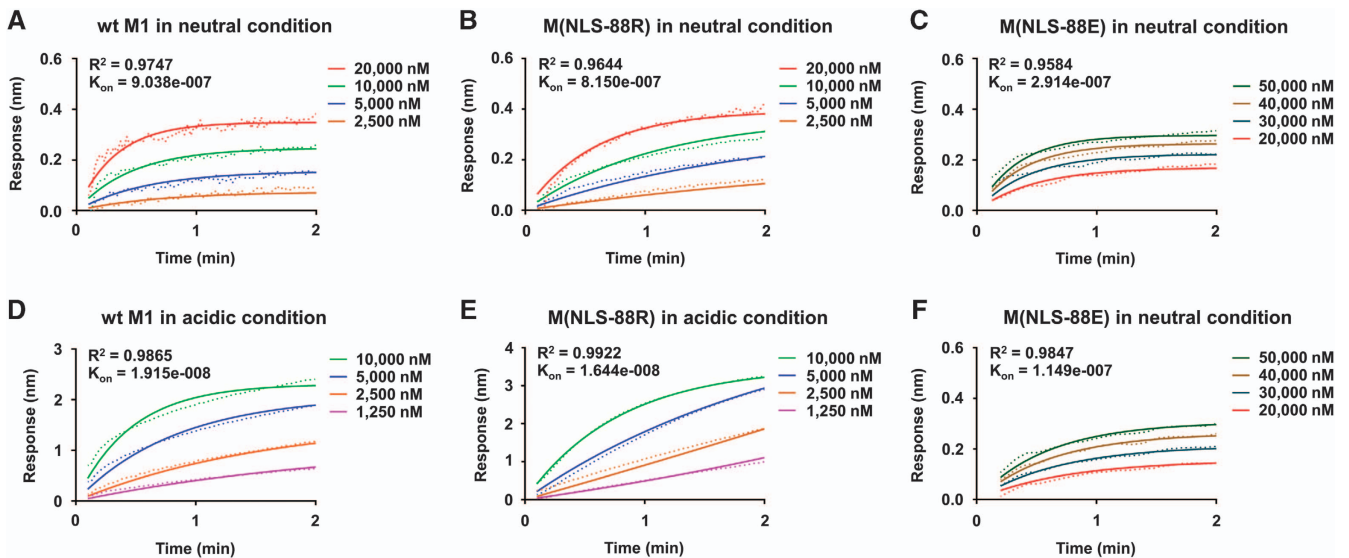 A
wt M1 in neutral condition
R² = 0.9747
Kon = 9.038e-007
20,000 nM
10,000 nM
5,000 nM
2,500 nM
Response (nm)
0.6
0.4
0.2
0.0
0
1
2
Time (min)
B
M(NLS-88R) in neutral condition
R² = 0.9644
Kon = 8.150e-007
20,000 nM
10,000 nM
5,000 nM
2,500 nM
Response (nm)
0.6
0.4
0.2
0.0
0
1
2
Time (min)
C
M(NLS-88E) in neutral condition
R² = 0.9584
Kon = 2.914e-007
50,000 nM
40,000 nM
30,000 nM
20,000 nM
Response (nm)
0.6
0.4
0.2
0.0
0
1
2
Time (min)
D
wt M1 in acidic condition
R² = 0.9865
Kon = 1.915e-008
10,000 nM
5,000 nM
2,500 nM
1,250 nM
Response (nm)
3
2
1
0
0
1
2
Time (min)
E
M(NLS-88R) in acidic condition
R² = 0.9922
Kon = 1.644e-008
10,000 nM
5,000 nM
2,500 nM
1,250 nM
Response (nm)
4
3
2
1
0
0
1
2
Time (min)
F
M(NLS-88E) in neutral condition
R² = 0.9847
Kon = 1.149e-007
50,000 nM
40,000 nM
30,000 nM
20,000 nM
Response (nm)
0.6
0.4
0.2
0.0
0
1
2
Time (min)